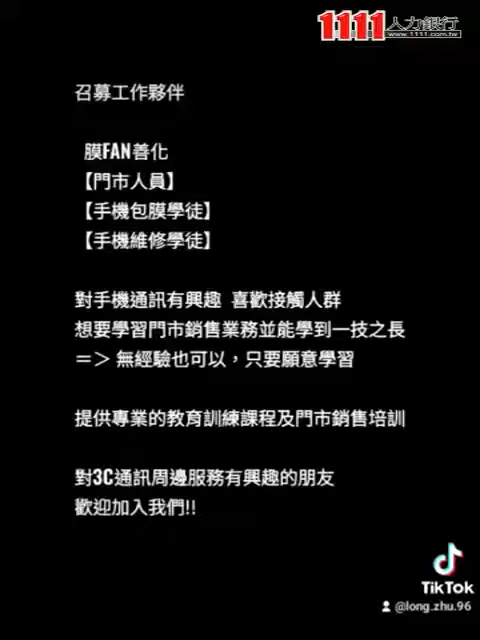 1111人力銀行
www.1111.com.tw
召募工作夥伴
膜FAN善化
【門市人員】
【手機包膜學徒】
【手機維修學徒】
對手機通訊有興趣 喜歡接觸人群
想要學習門市銷售業務並能學到一技之長
＝＞ 無經驗也可以，只要願意學習
提供專業的教育訓練課程及門市銷售培訓
對3C通訊周邊服務有興趣的朋友
歡迎加入我們!!
TikTok
@long.zhu.96